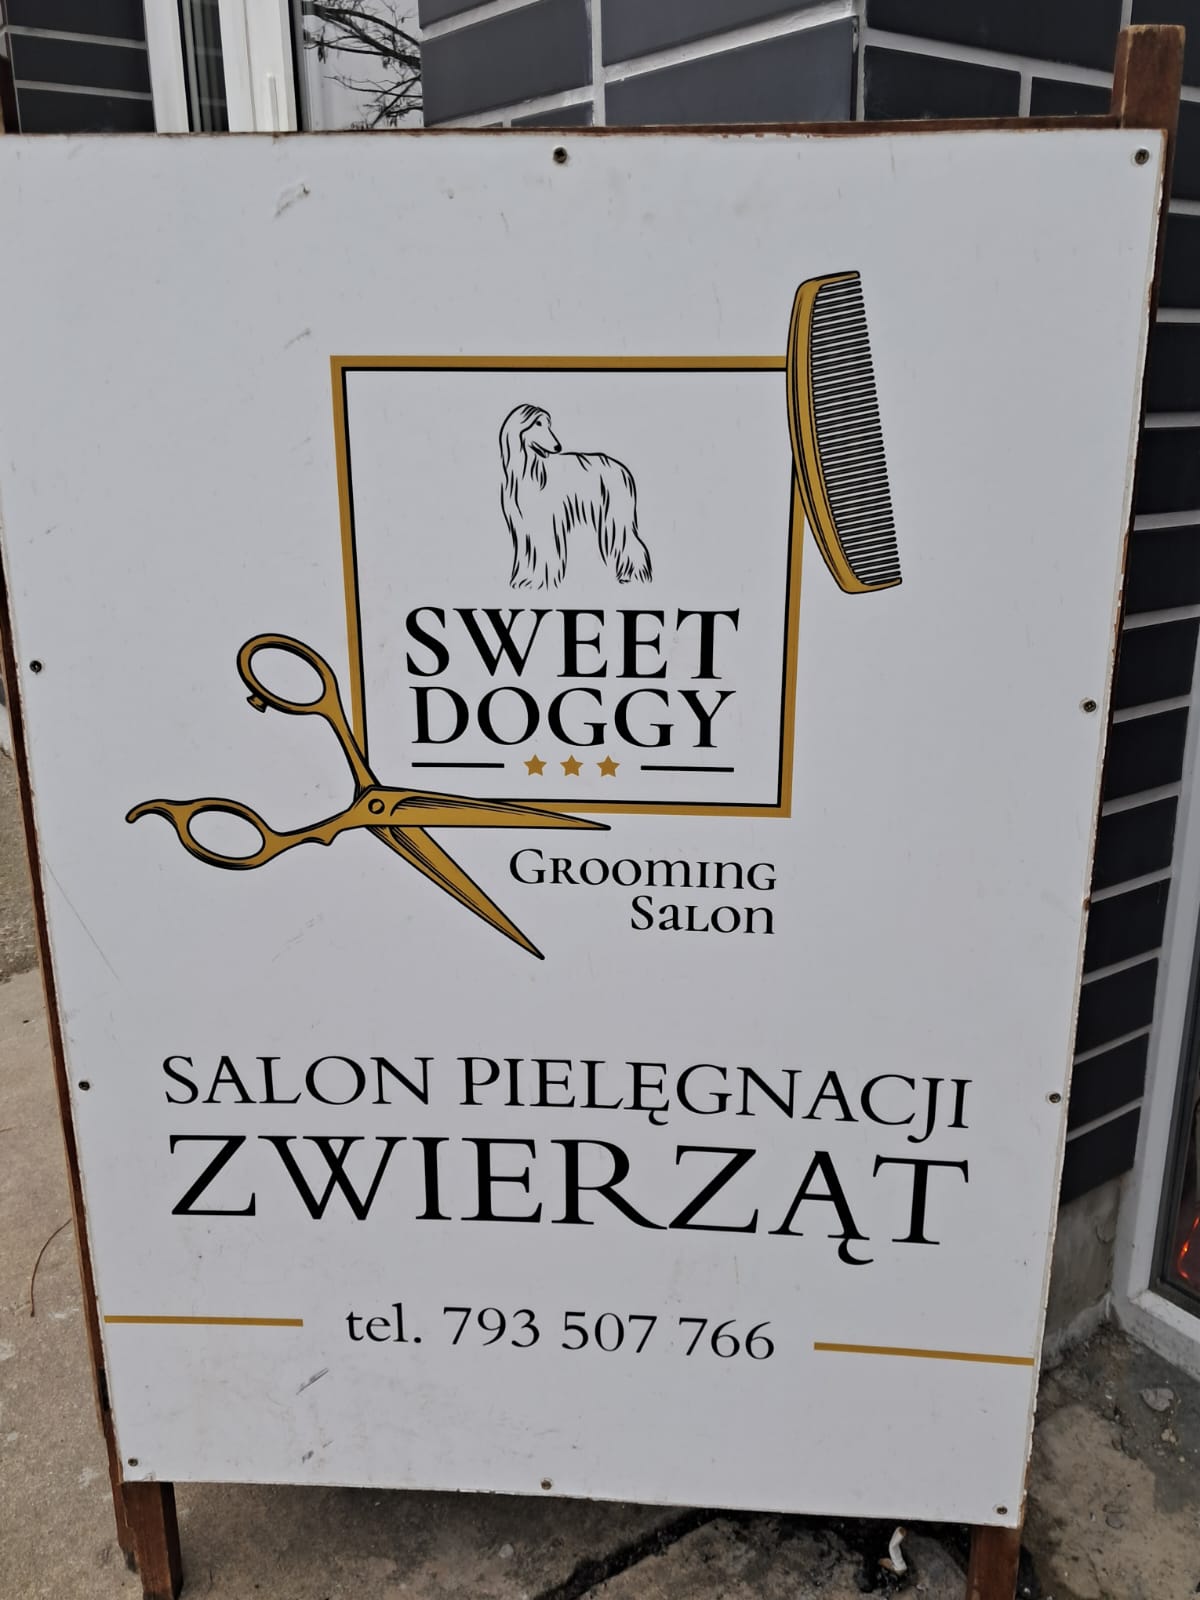 SWEET
DOGGY
Grooming
Salon
SALON PIELĘGNACJI
ZWIERZĄT
tel. 793 507 766